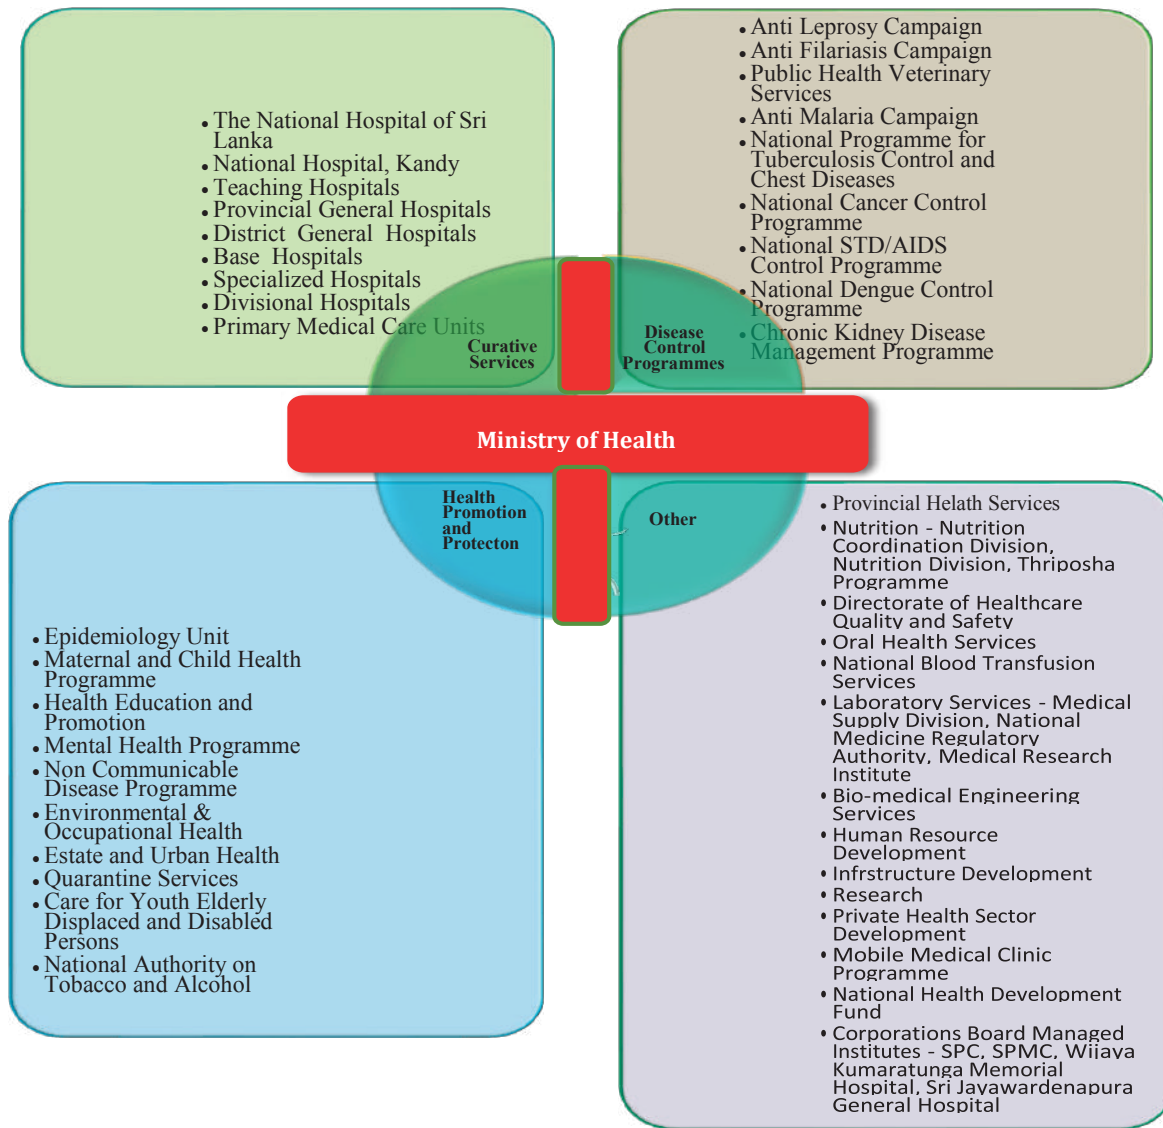 • The National Hospital of Sri
Lanka
• National Hospital, Kandy
• Teaching Hospitals
• Provincial General Hospitals
• District General Hospitals
• Base Hospitals
• Specialized Hospitals
• Divisional Hospitals
• Primary Medical Care Units
Curative
Services
• Anti Leprosy Campaign
• Anti Filariasis Campaign
• Public Health Veterinary
Services
• Anti Malaria Campaign
• National Programme for
Tuberculosis Control and
Chest Diseases
• National Cancer Control
Programme
• National STD/AIDS
Control Programme
• National Dengue Control
Programme
• Chronic Kidney Disease
Management Programme
Disease
Control
Programmes
Ministry of Health
Health
Promotion
and
Protecton
• Epidemiology Unit
• Maternal and Child Health
Programme
• Health Education and
Promotion
• Mental Health Programme
• Non Communicable
Disease Programme
• Environmental &
Occupational Health
• Estate and Urban Health
• Quarantine Services
• Care for Youth Elderly
Displaced and Disabled
Persons
• National Authority on
Tobacco and Alcohol
Other
• Provincial Helath Services
• Nutrition - Nutrition
Coordination Division,
Nutrition Division, Thriposha
Programme
• Directorate of Healthcare
Quality and Safety
• Oral Health Services
• National Blood Transfusion
Services
• Laboratory Services - Medical
Supply Division, National
Medicine Regulatory
Authority, Medical Research
Institute
• Bio-medical Engineering
Services
• Human Resource
Development
• Infrstructure Development
• Research
• Private Health Sector
Development
• Mobile Medical Clinic
Programme
• National Health Development
Fund
• Corporations Board Managed
Institutes - SPC, SPMC, Wijaya
Kumaratunga Memorial
Hospital, Sri Jayawardenapura
General Hospital